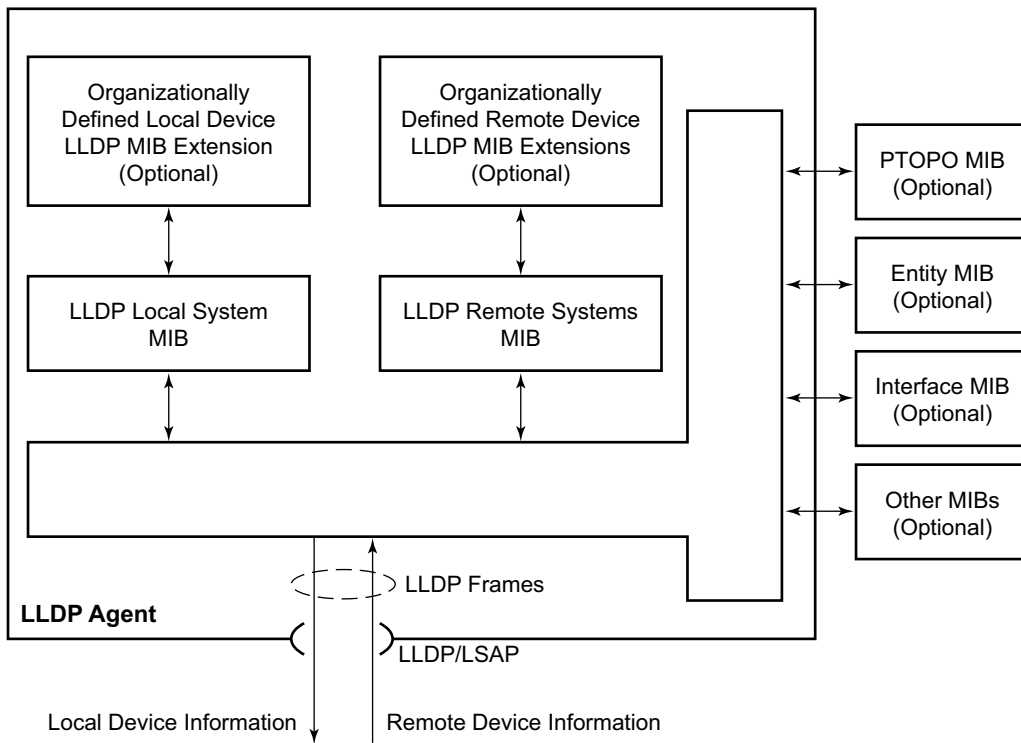 Organizationally
Defined Local Device
LLDP MIB Extension
(Optional)
Organizationally
Defined Remote Device
LLDP MIB Extensions
(Optional)
PTOPO MIB
(Optional)
Entity MIB
(Optional)
LLDP Local System
MIB
LLDP Remote Systems
MIB
Interface MIB
(Optional)
Other MIBs
(Optional)
LLDP Frames
LLDP Agent
LLDP/LSAP
Local Device Information
Remote Device Information